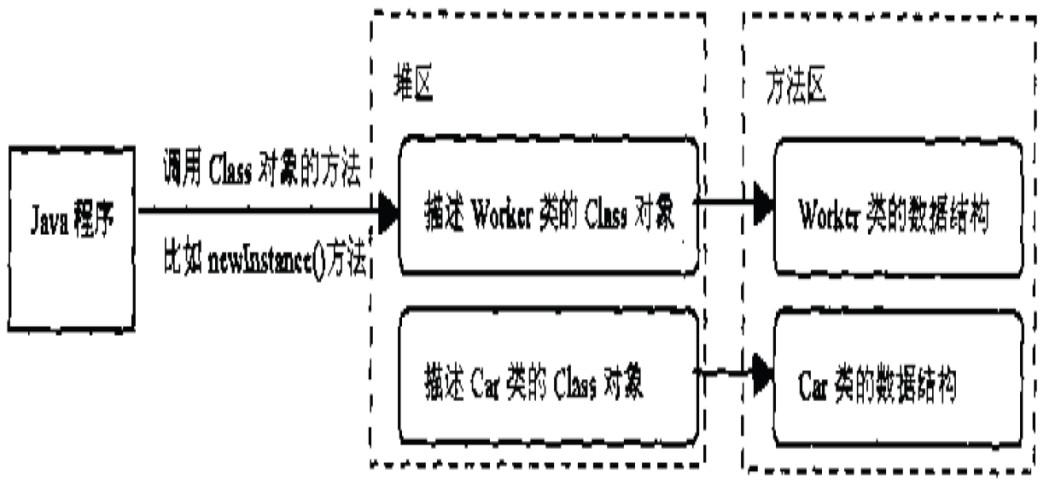 堆区
方法区
调用 Class 对象的方法
Java 程序
描述 Worker 类的 Class 对象
Worker 类的数据结构
比如 newInstance()方法
描述 Car 类的 Class 对象
Car 类的数据结构